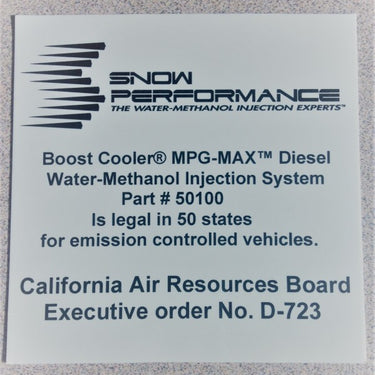 SNOW
PERFORMANCE
THE WATER-METHANOL INJECTION EXPERTS™
Boost Cooler® MPG-MAX™ Diesel
Water-Methanol Injection System
Part # 50100
Is legal in 50 states
for emission controlled vehicles.
California Air Resources Board
Executive order No. D-723